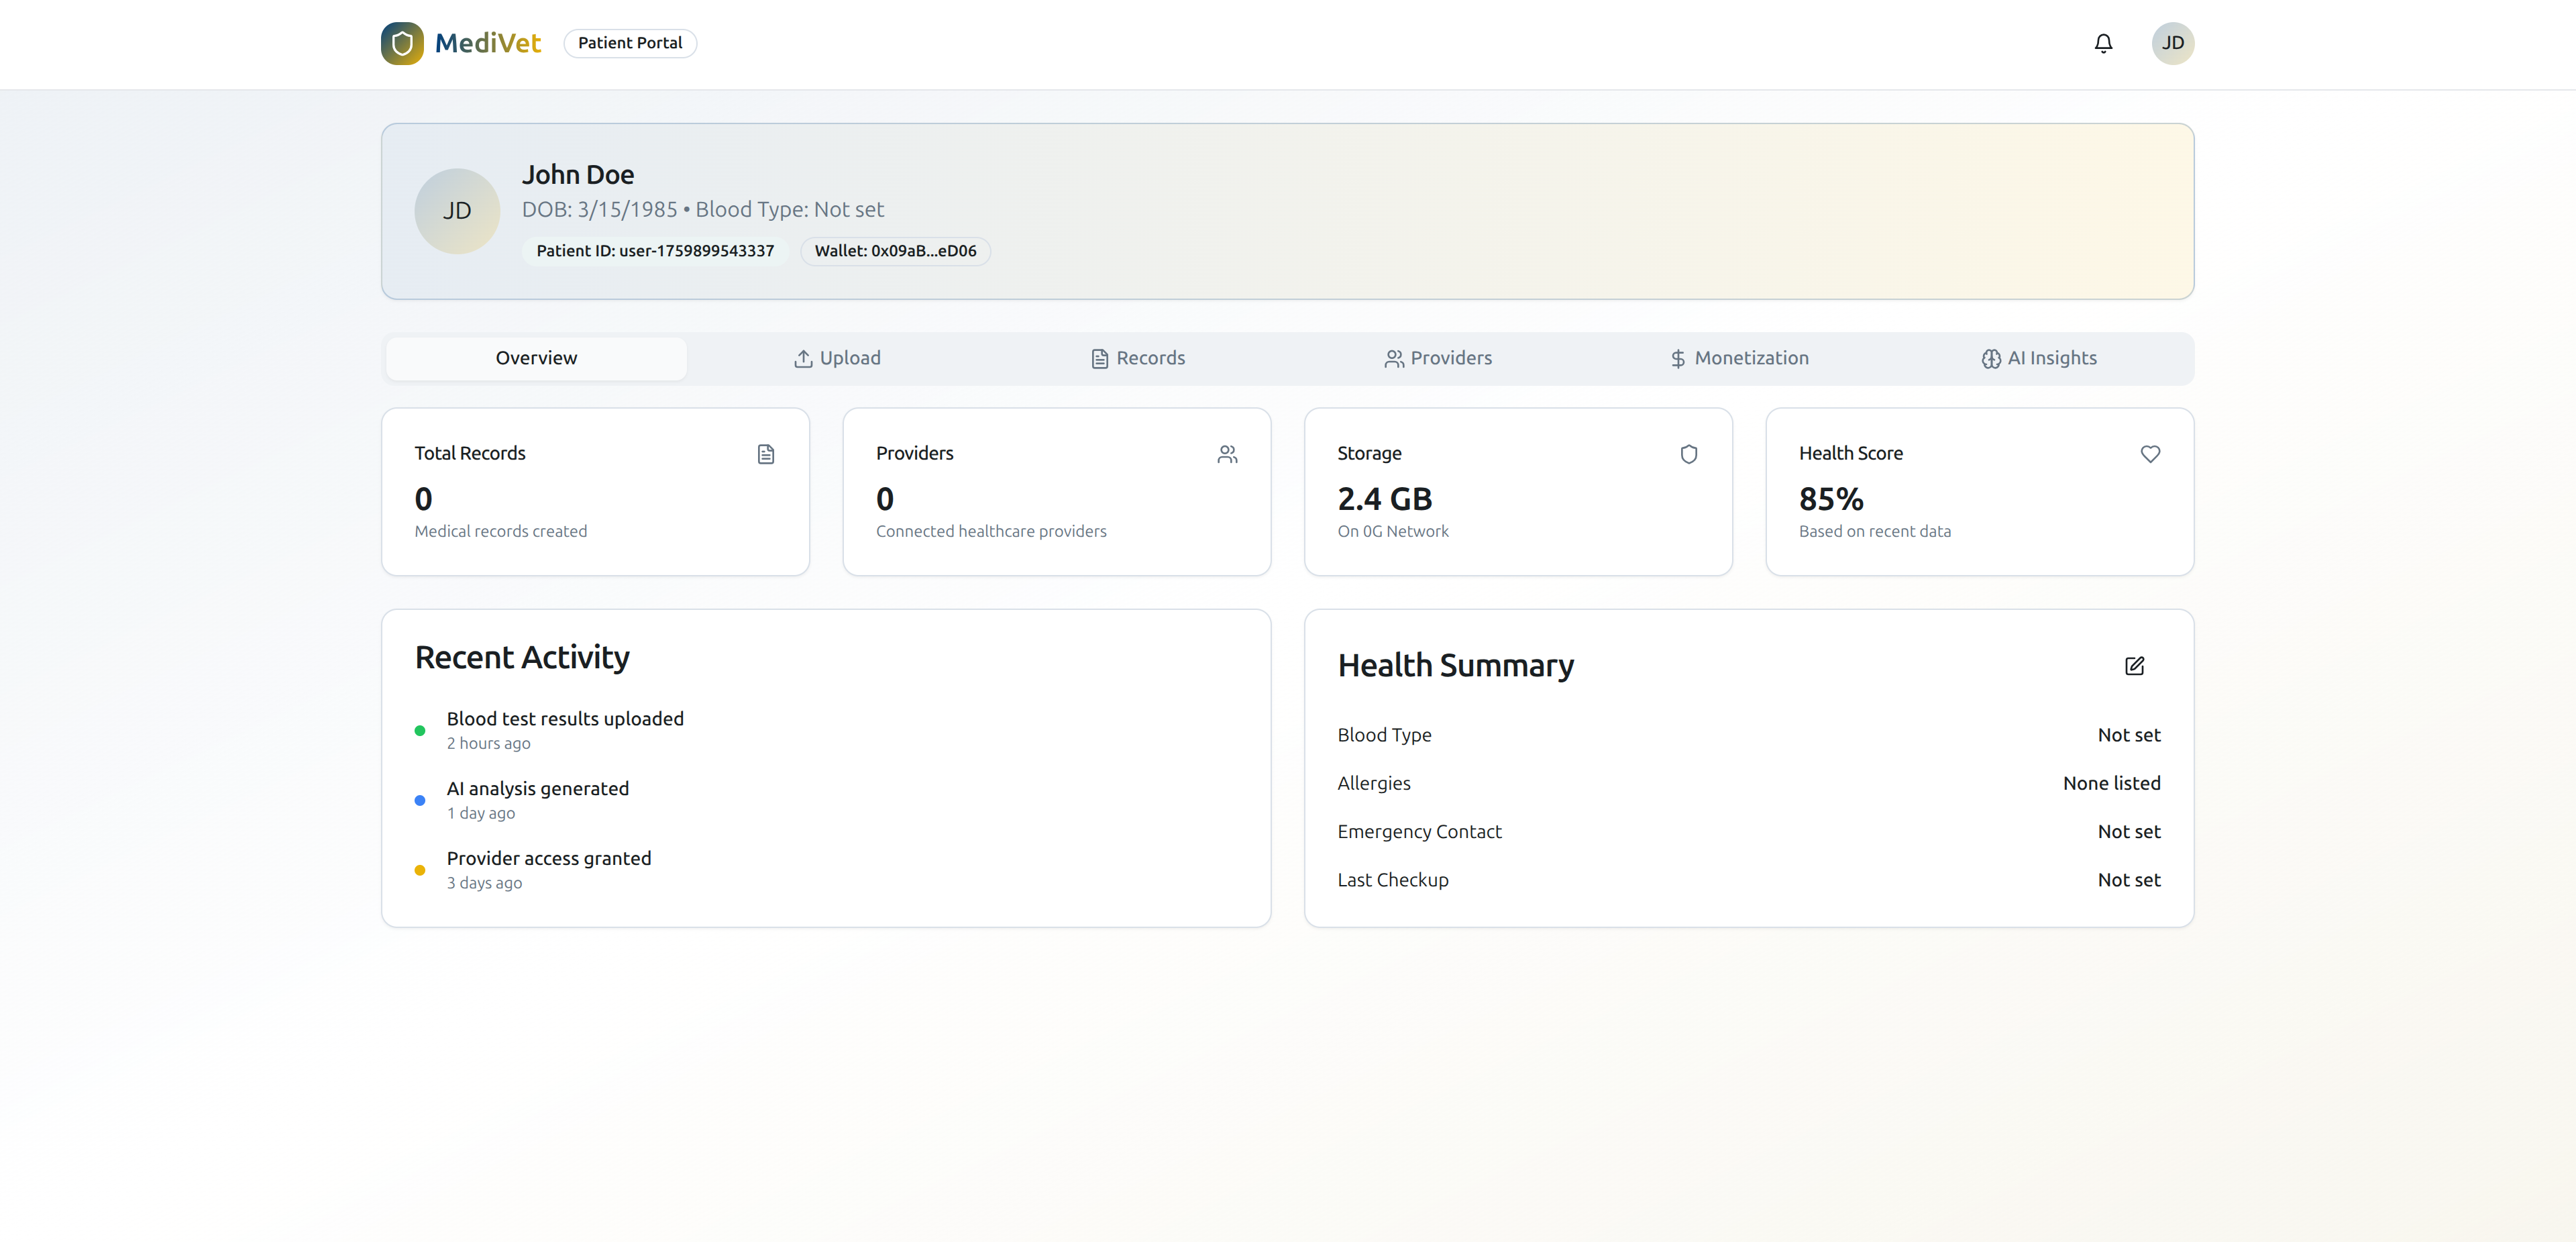 MediVet
Patient Portal
JD
JD
John Doe
DOB: 3/15/1985 • Blood Type: Not set
Patient ID: user-1759899543337
Wallet: 0x09aB...eD06
Overview
Upload
Records
Providers
Monetization
AI Insights
Total Records
0
Medical records created
Providers
0
Connected healthcare providers
Storage
2.4 GB
On 0G Network
Health Score
85%
Based on recent data
Recent Activity
Blood test results uploaded
2 hours ago
AI analysis generated
1 day ago
Provider access granted
3 days ago
Health Summary
Blood Type Not set
Allergies None listed
Emergency Contact Not set
Last Checkup Not set